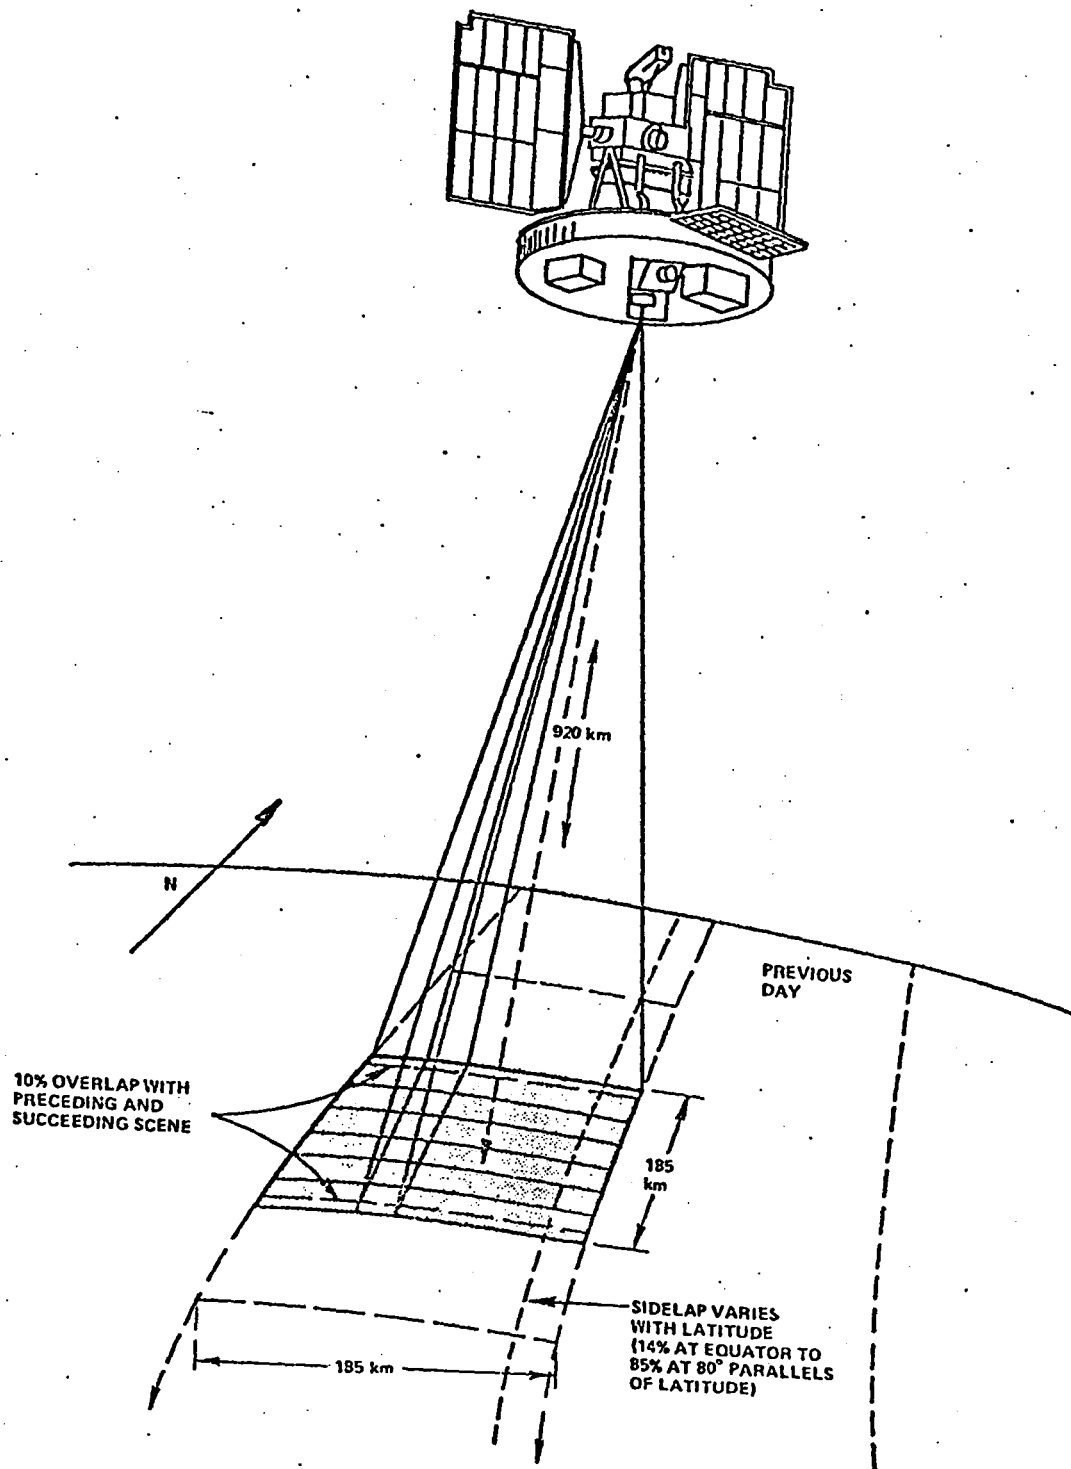 920 km
N
PREVIOUS
DAY
10% OVERLAP WITH
PRECEDING AND
SUCCEEDING SCENE
185
km
SIDELAP VARIES
WITH LATITUDE
(14% AT EQUATOR TO
85% AT 80° PARALLELS
OF LATITUDE)
185 km